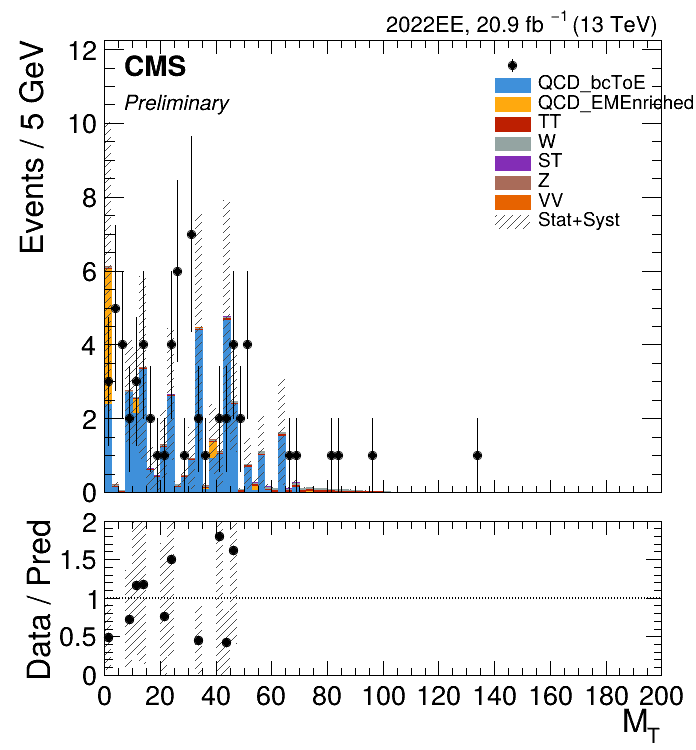 2022EE, 20.9 fb⁻¹ (13 TeV)
CMS
Preliminary
QCD_bcToE
QCD_EMEnriched
TT
W
ST
Z
VV
Stat+Syst
Events / 5 GeV
12
10
8
6
4
2
0
Data / Pred
2
1.5
1
0.5
0
0 20 40 60 80 100 120 140 160 180 200
M_T